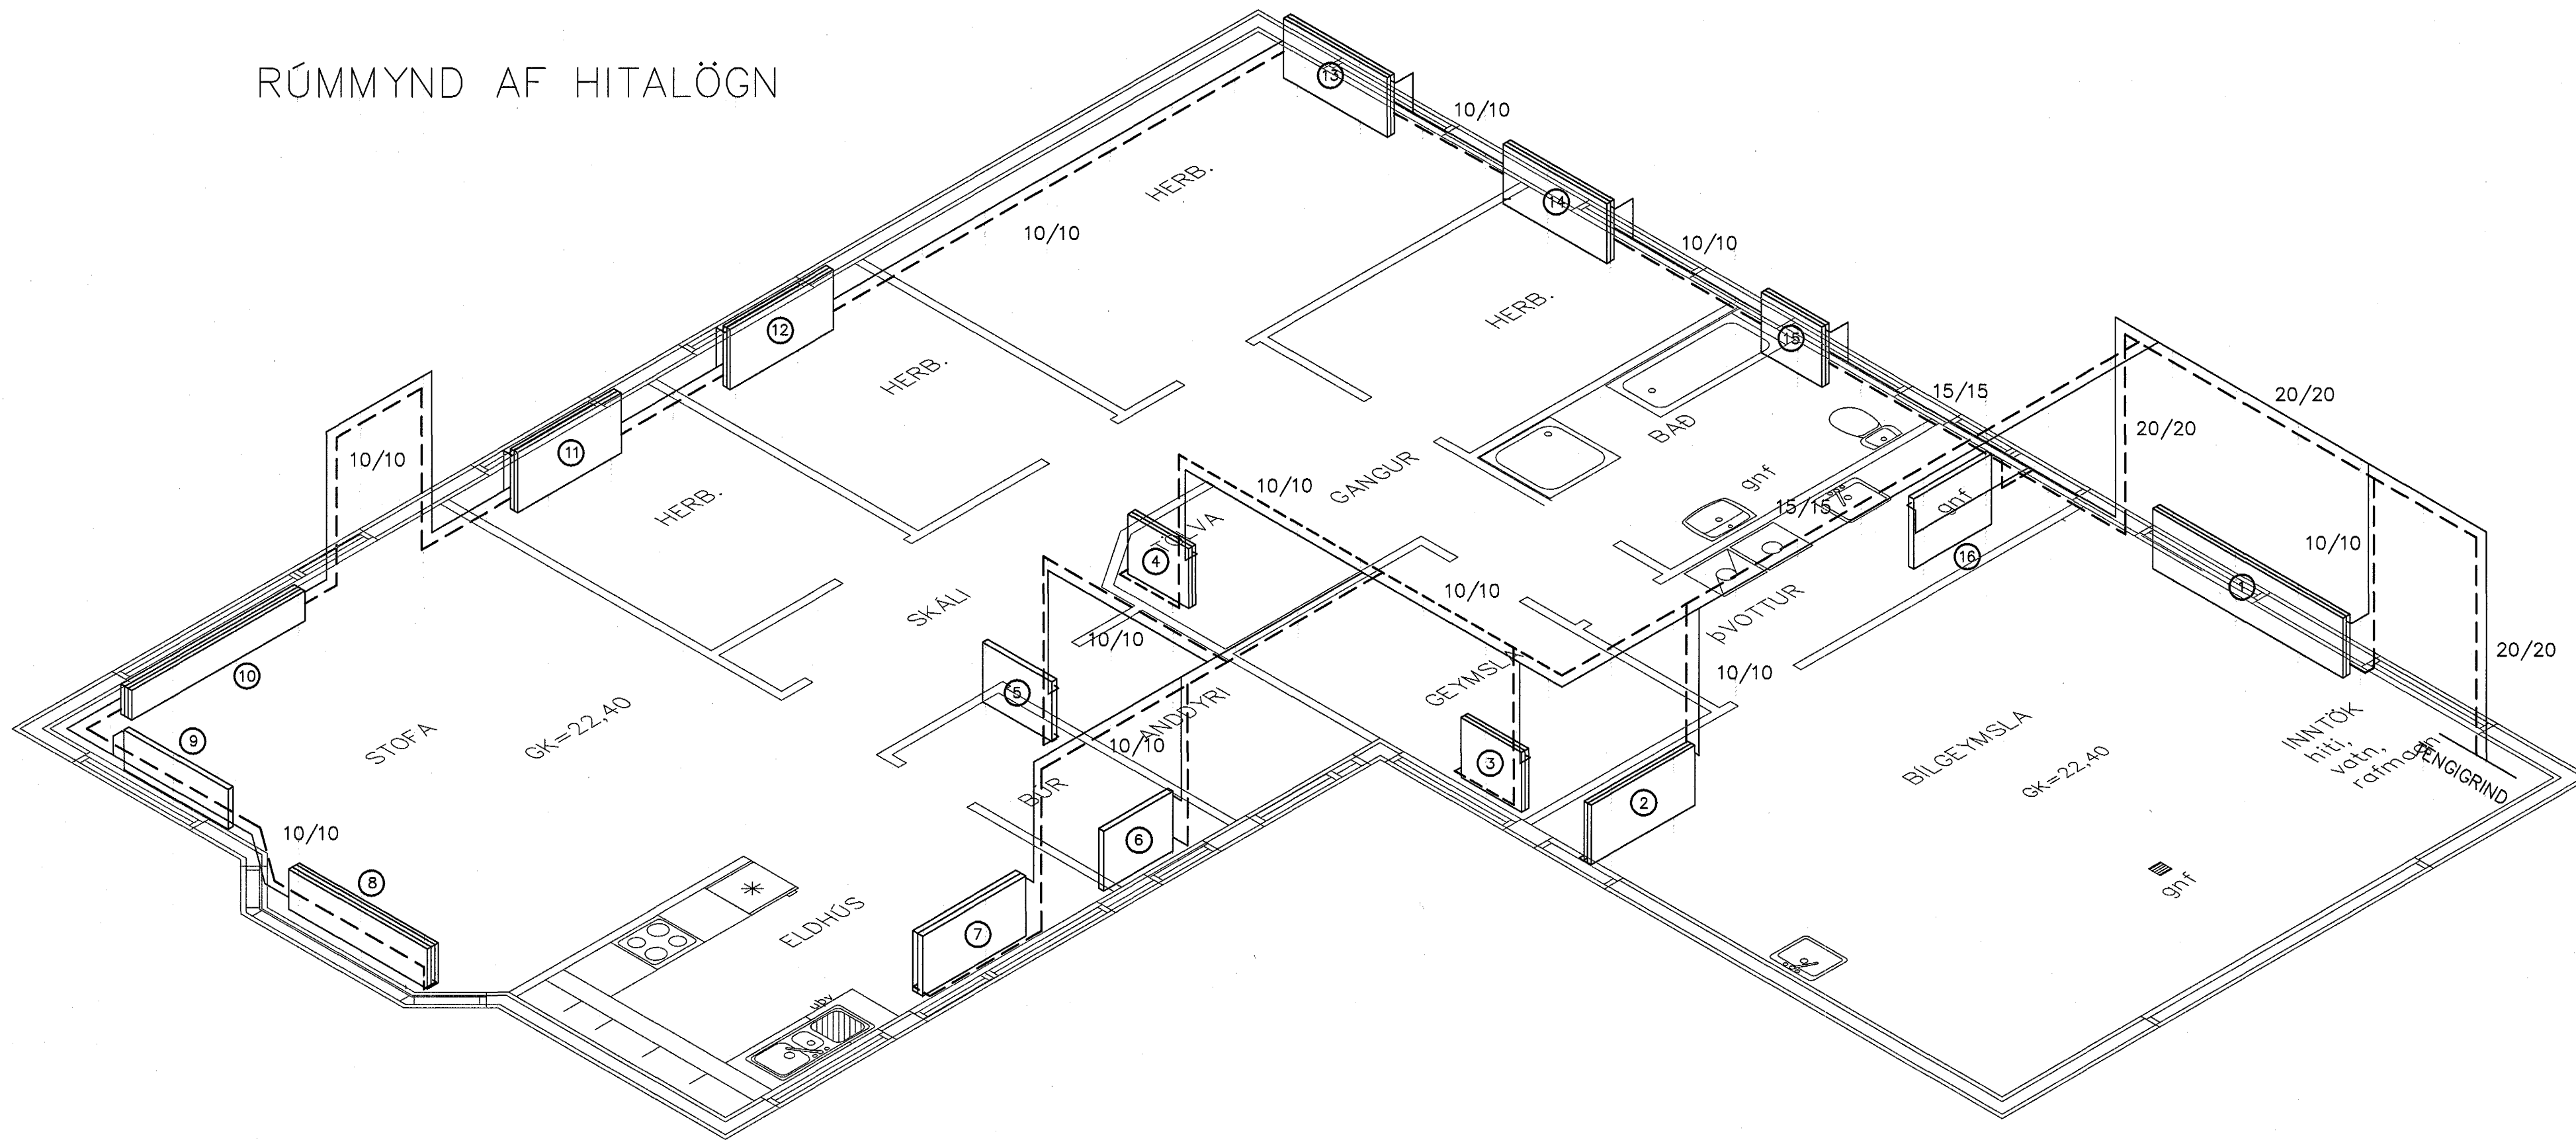 RÚMMYND AF HITALÖGN
13
10/10
HERB.
14
10/10
10/10
HERB.
12
15
20/20
HERB.
15/15
20/20
11
10/10
BAÐ
GANGUR
gnf
10/10
HERB.
15/15
gnf
TÖLVA
4
10/10
16
1
SKÁLI
10/10
ÞVOTTUR
10/10
20/20
10
5
GEYMSLA
10/10
ANDDYRI
STOFA
GK=22,40
10/10
BÍLGEYMSLA
GK=22,40
INNTÖK
hiti,
vatn,
rafmagn
TENGIGRIND
9
3
BÚR
2
10/10
6
8
gnf
ELDHÚS
7
ubv